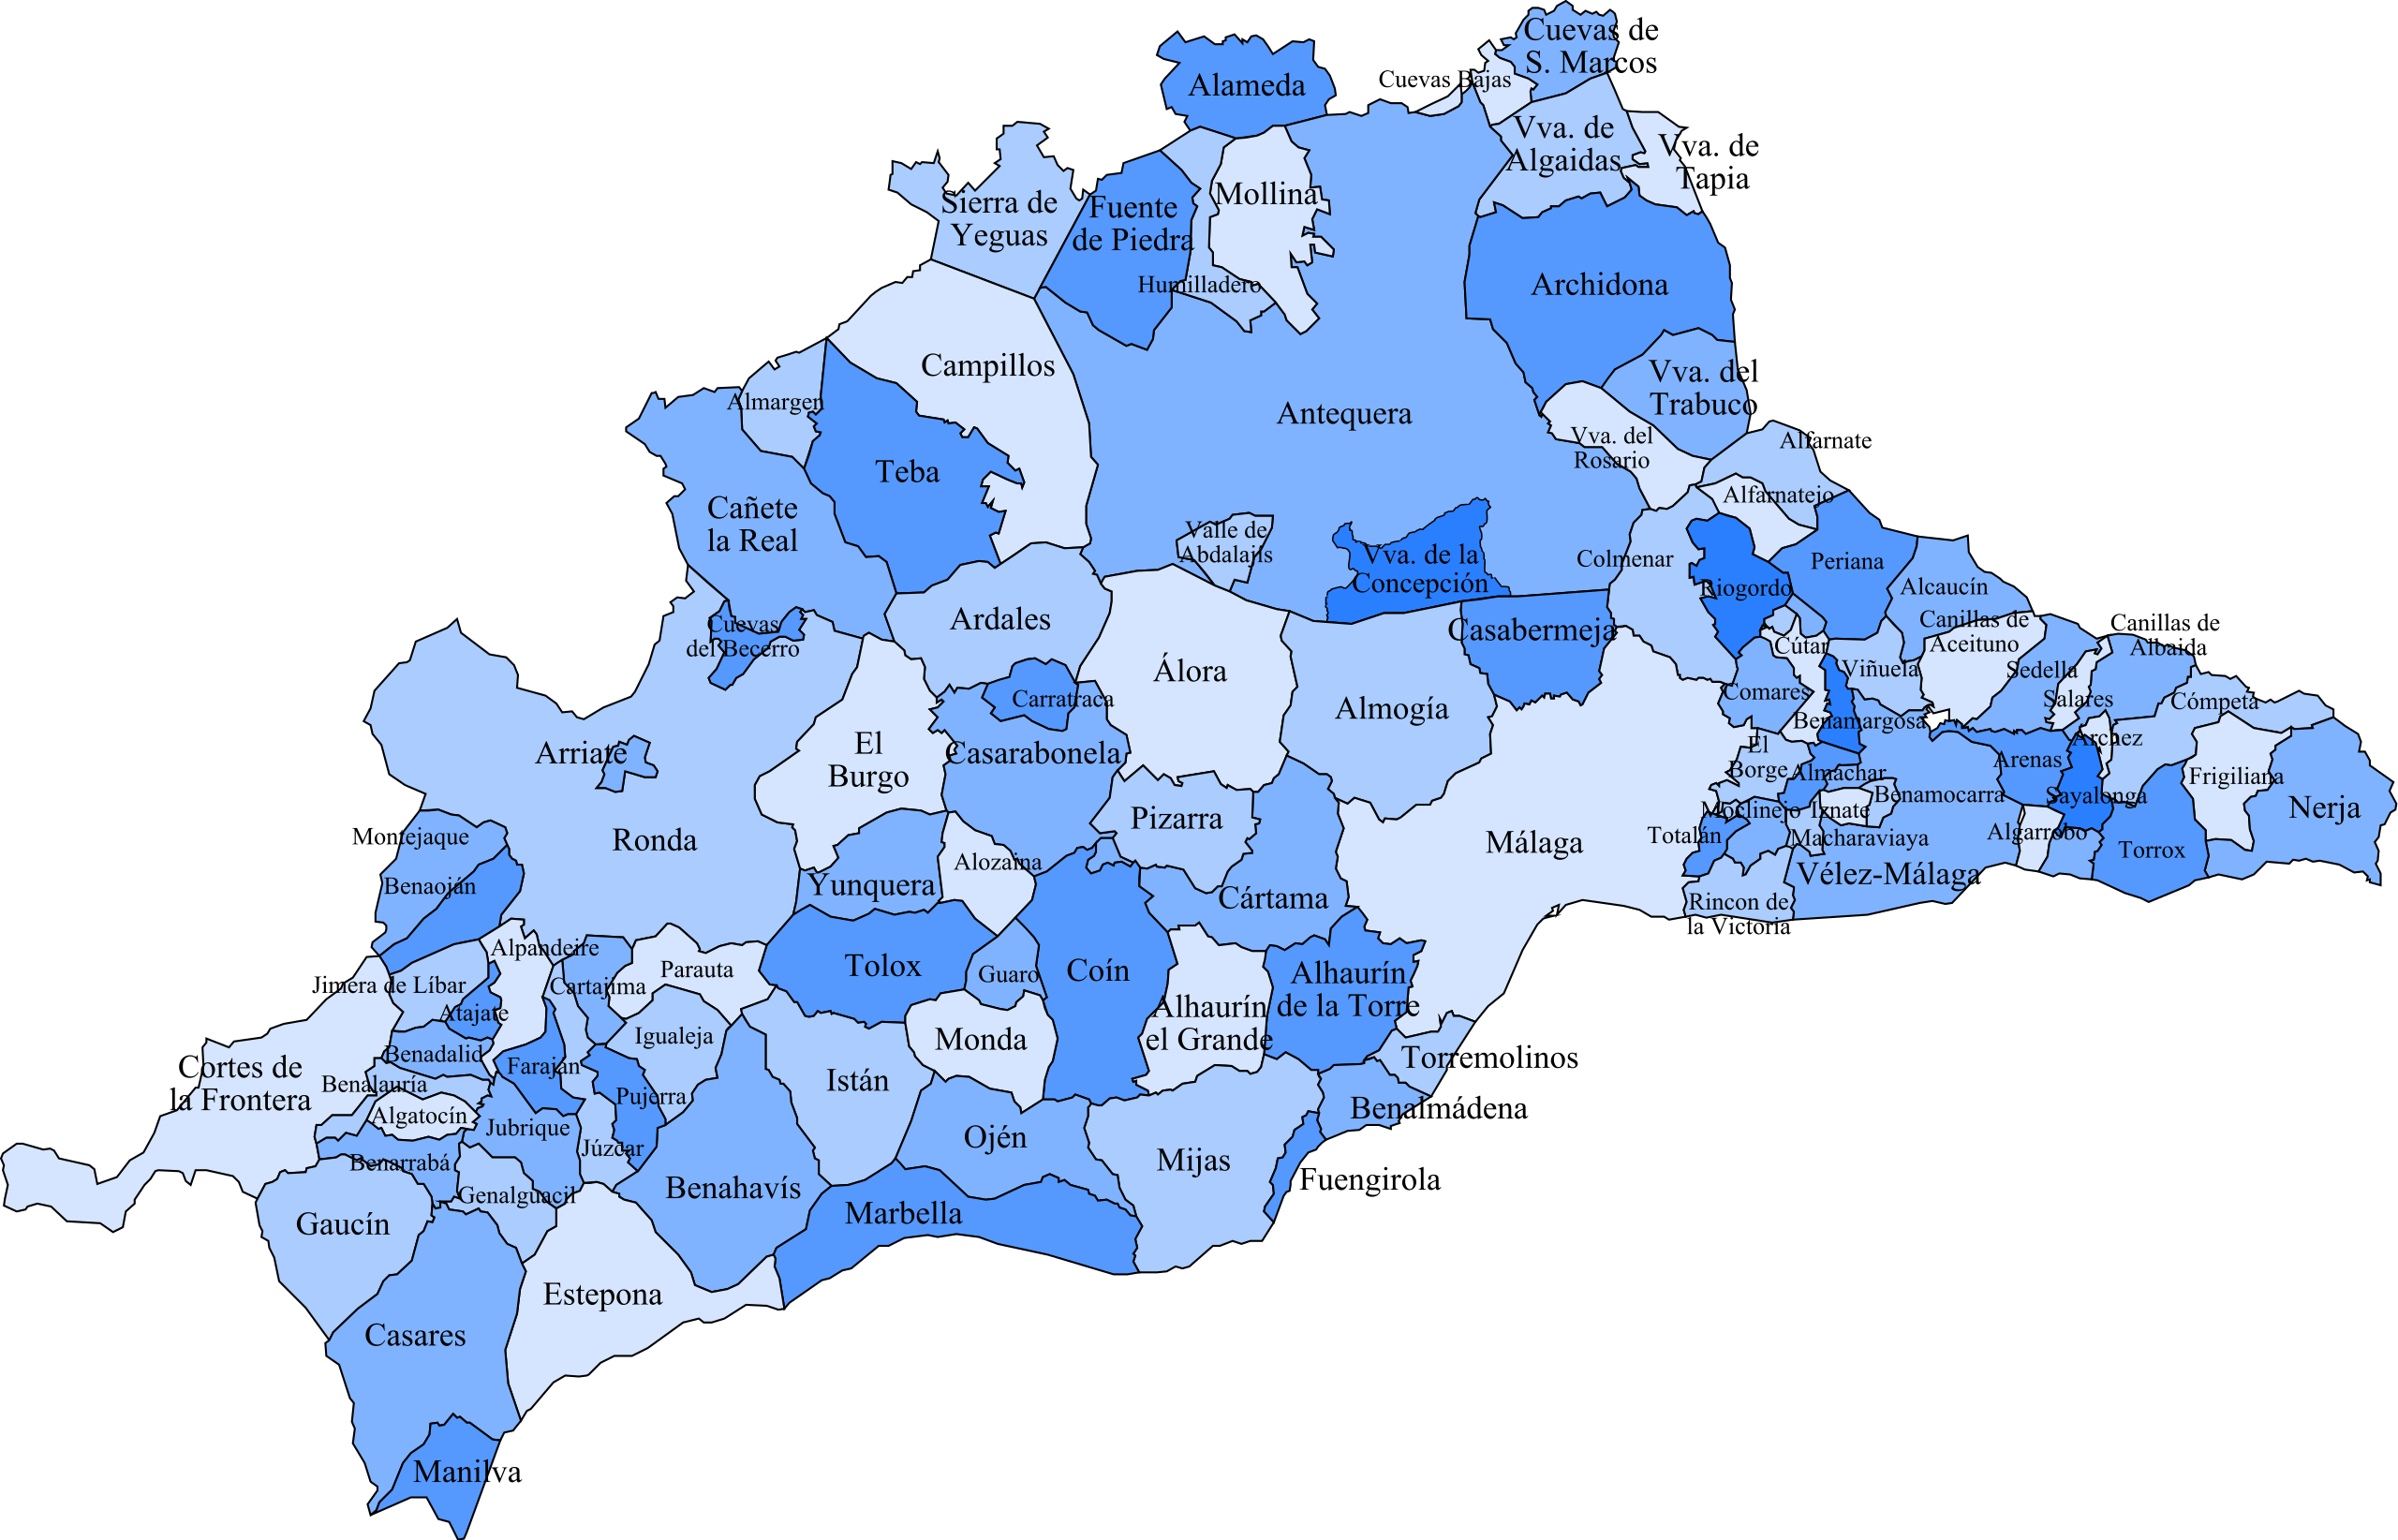 Cuevas de
S. Marcos
Cuevas Bajas
Alameda
Vva. de
Algaidas
Vva. de
Tapia
Sierra de
Yeguas
Fuente
de Piedra
Mollina
Humilladero
Archidona
Campillos
Vva. del
Trabuco
Almargen
Antequera
Vva. del
Rosario
Alfarnate
Teba
Alfarnatejo
Cañete
la Real
Valle de
Abdalajís
Vva. de la
Concepción
Colmenar
Periana
Riogordo
Alcaucín
Cuevas
del Becerro
Ardales
Casabermeja
Canillas de
Aceituno
Canillas de
Albaida
Cútar
Álora
Viñuela
Sedella
Carratraca
Comares
Salares
Cómpeta
Almogía
Benamargosa
Arriate
El
Burgo
Casarabonela
El
Borge
Archez
Almachar
Arenas
Frigiliana
Benamocarra
Sayalonga
Nerja
Moclinejo
Iznate
Pizarra
Montejaque
Ronda
Málaga
Totalán
Macharaviaya
Algarrobo
Torrox
Alozaina
Benaoján
Yunquera
Cártama
Vélez-Málaga
Rincon de
la Victoria
Alpandeire
Parauta
Tolox
Guaro
Coín
Alhaurín
de la Torre
Jimera de Líbar
Cartajima
Atajate
Alhaurín
el Grande
Igualeja
Monda
Benadalid
Torremolinos
Cortes de
la Frontera
Faraján
Istán
Benalauría
Pujerra
Benalmádena
Algatocín
Jubrique
Ojén
Júzcar
Benarrabá
Mijas
Fuengirola
Genalguacil
Benahavís
Gaucín
Marbella
Estepona
Casares
Manilva